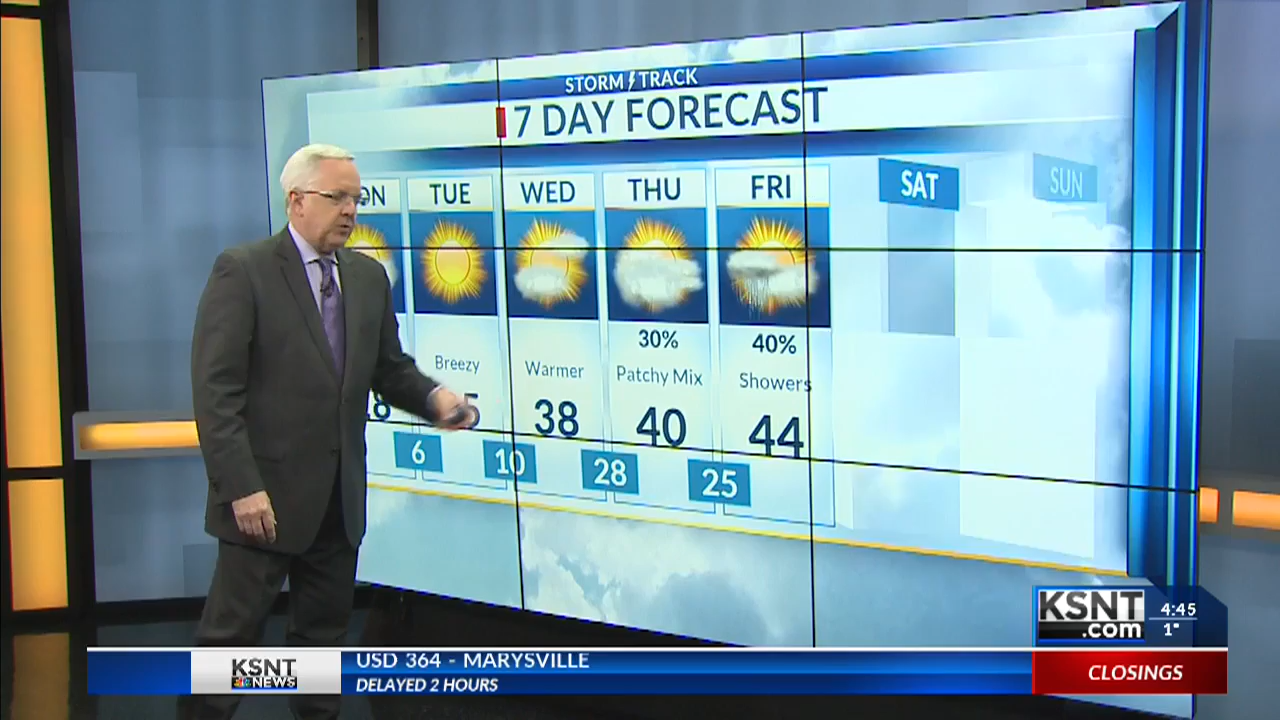 STORM TRACK
7 DAY FORECAST
TUE WED THU FRI SAT SUN
30% 40%
Breezy Warmer Patchy Mix Showers
38 40 44
6 10 28 25
KSNT
.com
4:45
1°
KSNT
NEWS
USD 364 - MARYSVILLE
DELAYED 2 HOURS
CLOSINGS